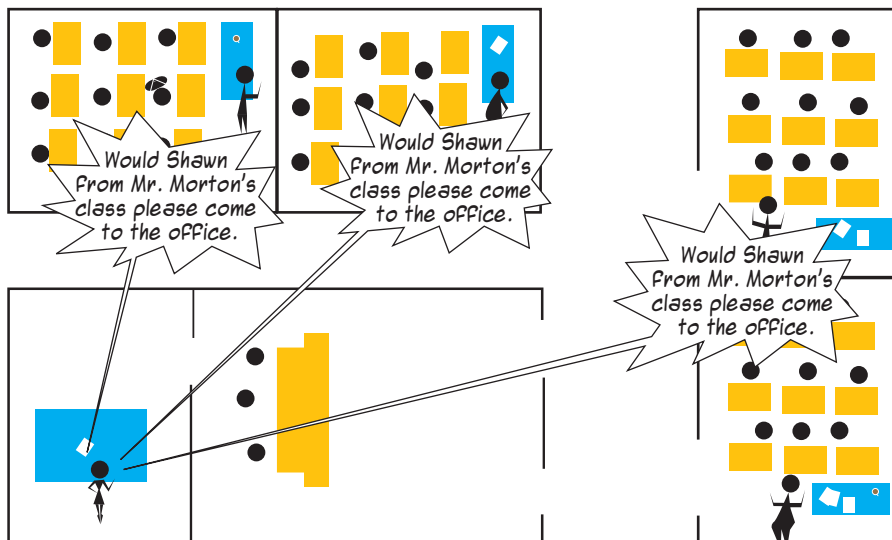 Would Shawn
from Mr. Morton's
class please come
to the office.
Would Shawn
from Mr. Morton's
class please come
to the office.
Would Shawn
from Mr. Morton's
class please come
to the office.